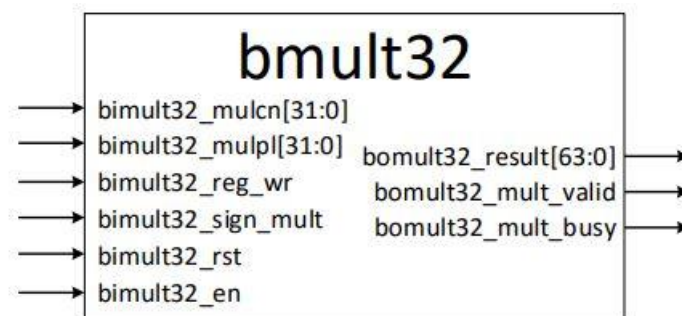 bmult32
bimult32_mulcn[31:0]
bimult32_mulpl[31:0]
bimult32_reg_wr
bimult32_sign_mult
bimult32_rst
bimult32_en
bomult32_result[63:0]
bomult32_mult_valid
bomult32_mult_busy